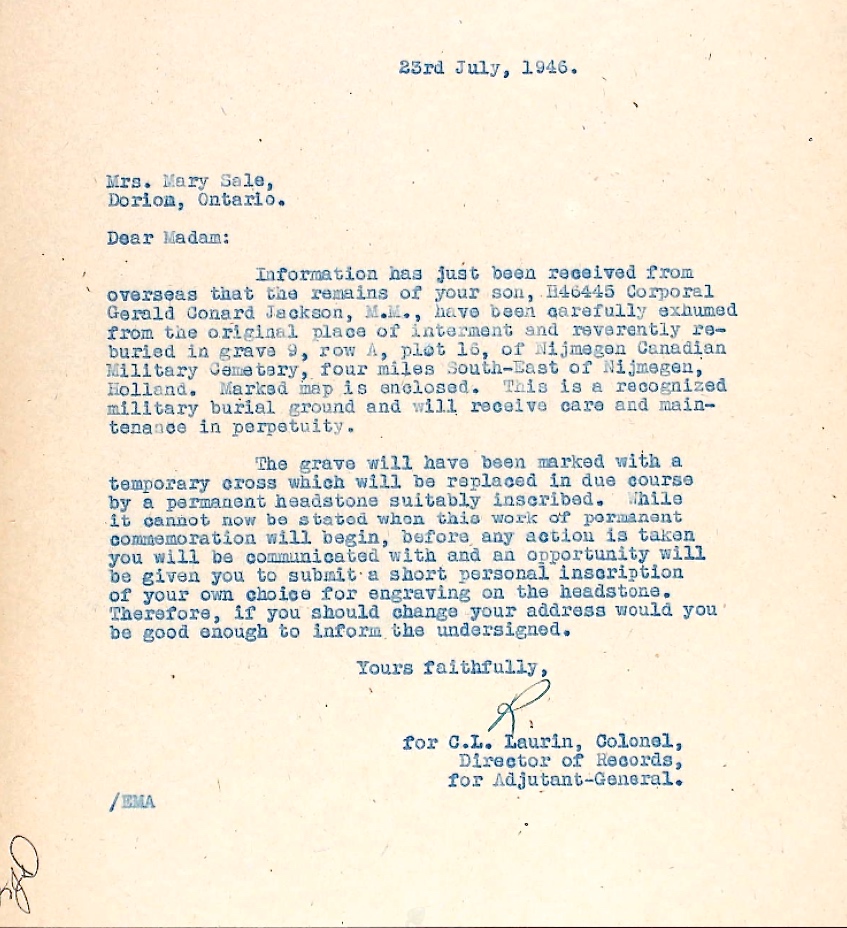 23rd July, 1946.
Mrs. Mary Sale,
Dorion, Ontario.
Dear Madam:
Information has just been received from
overseas that the remains of your son, H46445 Corporal
Gerald Conard Jackson, M.M., have been carefully exhumed
from the original place of interment and reverently re-
buried in grave 9, row A, plot 16, of Nijmegen Canadian
Military Cemetery, four miles South-East of Nijmegen,
Holland. Marked map is enclosed. This is a recognized
military burial ground and will receive care and main-
tenance in perpetuity.
The grave will have been marked with a
temporary cross which will be replaced in due course
by a permanent headstone suitably inscribed. While
it cannot now be stated when this work of permanent
commemoration will begin, before any action is taken
you will be communicated with and an opportunity will
be given you to submit a short personal inscription
of your own choice for engraving on the headstone.
Therefore, if you should change your address would you
be good enough to inform the undersigned.
Yours faithfully,
for C.L. Laurin, Colonel,
Director of Records,
for Adjutant-General.
/EMA